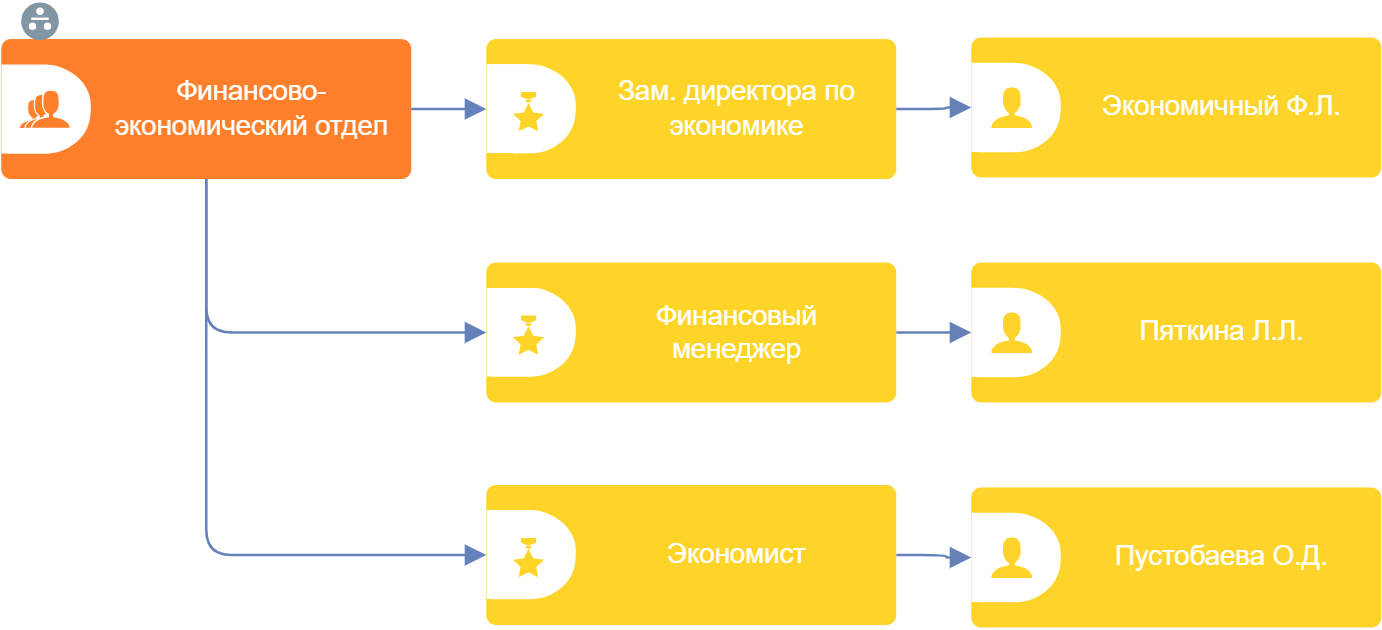 Финансово-
экономический отдел
Зам. директора по
экономике
Экономичный Ф.Л.
Финансовый
менеджер
Пяткина Л.Л.
Экономист
Пустобаева О.Д.